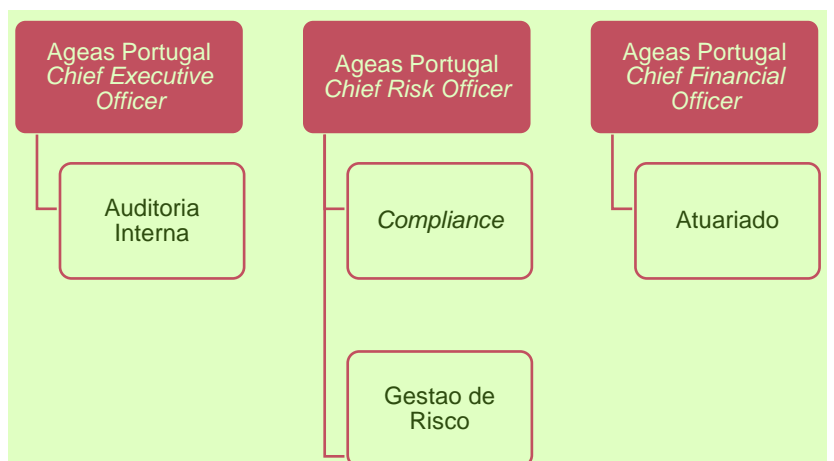 Ageas Portugal
Chief Executive
Officer
Auditoria
Interna
Ageas Portugal
Chief Risk Officer
Compliance
Gestao de
Risco
Ageas Portugal
Chief Financial
Officer
Atuariado